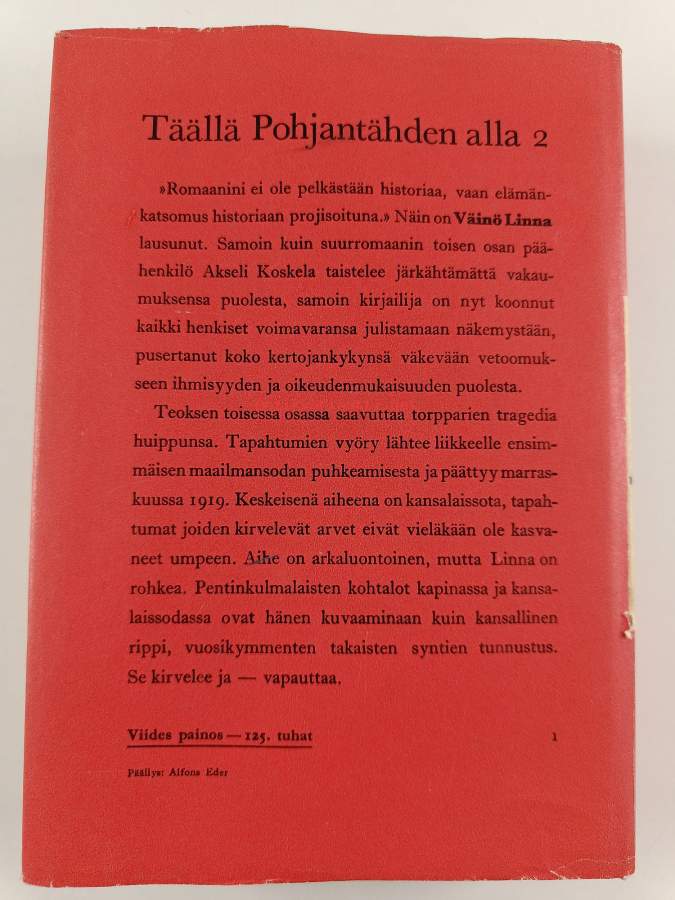 Täällä Pohjantähden alla 2
»Romaanini ei ole pelkästään historiaa, vaan elämän-
katsomus historiaan projisoituna.» Näin on Väinö Linna
lausunut. Samoin kuin suurromaanin toisen osan pää-
henkilö Akseli Koskela taistelee järkähtämättä vakau-
muksensa puolesta, samoin kirjailija on nyt koonnut
kaikki henkiset voimavaransa julistamaan näkemystään,
pusertanut koko kertojankykynsä väkevään vetoomuk-
seen ihmisyyden ja oikeudenmukaisuuden puolesta.
Teoksen toisessa osassa saavuttaa torpparien tragedia
huippunsa. Tapahtumien vyöry lähtee liikkeelle ensim-
mäisen maailmansodan puhkeamisesta ja päättyy marras-
kuussa 1919. Keskeisenä aiheena on kansalaissota, tapah-
tumat joiden kirvelevät arvet eivät vieläkään ole kasva-
neet umpeen. Aihe on arkaluontoinen, mutta Linna on
rohkea. Pentinkulmalaisten kohtalot kapinassa ja kansa-
laissodassa ovat hänen kuvaaminaan kuin kansallinen
rippi, vuosikymmenten takaisten syntien tunnustus.
Se kirvelee ja — vapauttaa.
Viides painos — 125. tuhat 1
Päällys: Alfons Eder